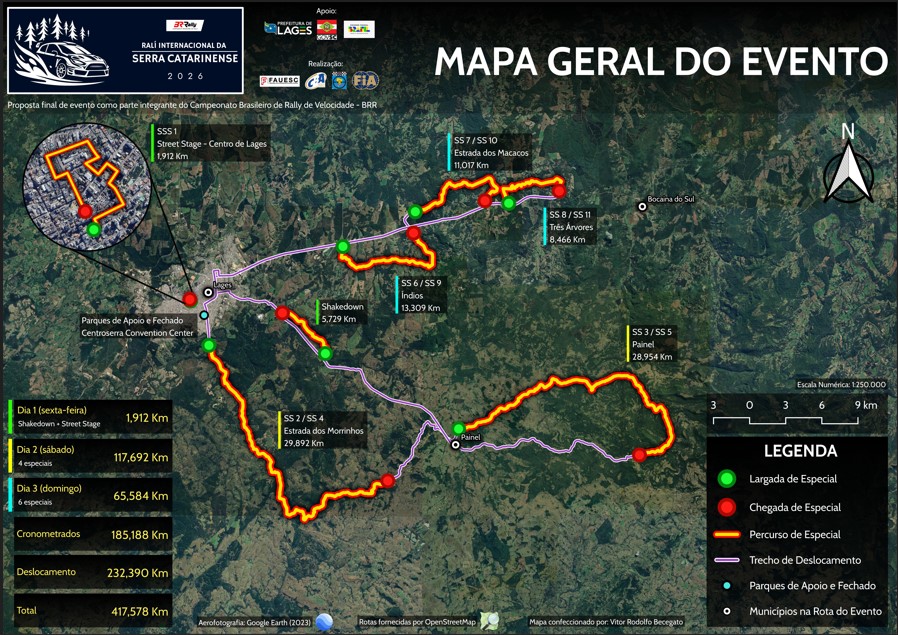 BRRally
RALI INTERNACIONAL DA
SERRA CATARINENSE
2026
Apoio:
PREFEITURA DE
LAGES
Realização:
FAUESC
FIA
MAPA GERAL DO EVENTO
Proposta final de evento como parte integrante do Campeonato Brasileiro de Rally de Velocidade - BRR
SSS 1
Street Stage - Centro de Lages
1,912 Km
SS 7 / SS 10
Estrada dos Macacos
11,017 Km
N
Bocaina do Sul
SS 8 / SS 11
Três Árvores
8,466 Km
SS 6 / SS 9
Índios
13,309 Km
Lages
Shakedown
5,729 Km
Parques de Apoio e Fechado
Centroserra Convention Center
SS 3 / SS 5
Painel
28,954 Km
SS 2 / SS 4
Estrada dos Morrinhos
29,892 Km
Painel
Escala Numérica: 1:250.000
3 0 3 6 9 km
Dia 1 (sexta-feira)
Shakedown + Street Stage
1,912 Km
Dia 2 (sábado)
4 especiais
117,692 Km
Dia 3 (domingo)
6 especiais
65,584 Km
Cronometrados 185,188 Km
Deslocamento 232,390 Km
Total 417,578 Km
LEGENDA
Largada de Especial
Chegada de Especial
Percurso de Especial
Trecho de Deslocamento
Parques de Apoio e Fechado
Municípios na Rota do Evento
Aerofotografia: Google Earth (2023)
Rotas fornecidas por OpenStreetMap
Mapa confeccionado por: Vitor Rodolfo Becegato